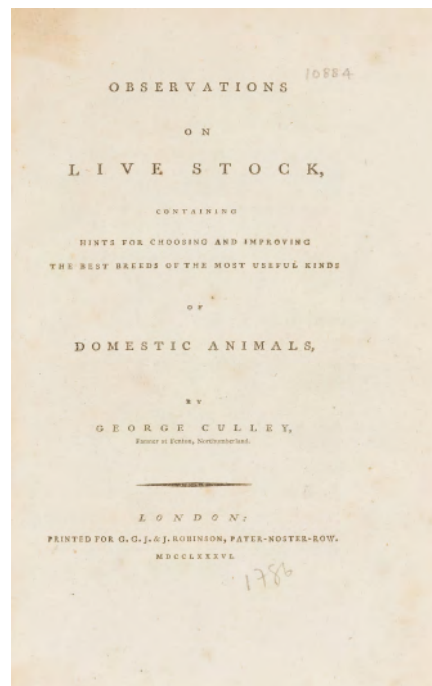 10884
OBSERVATIONS
ON
LIVE STOCK,
CONTAINING
HINTS FOR CHOOSING AND IMPROVING
THE BEST BREEDS OF THE MOST USEFUL KINDS
OF
DOMESTIC ANIMALS,
BY
GEORGE CULLEY,
Farmer at Fenton, Northumberland.
LONDON:
PRINTED FOR G. G. J. & J. ROBINSON, PATER-NOSTER-ROW.
MDCCLXXXVI.
1786